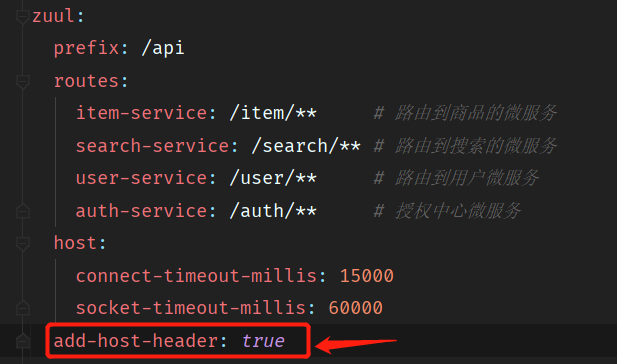 zuul:
prefix: /api
routes:
item-service: /item/** # 路由到商品的微服务
search-service: /search/** # 路由到搜索的微服务
user-service: /user/** # 路由到用户微服务
auth-service: /auth/** # 授权中心微服务
host:
connect-timeout-millis: 15000
socket-timeout-millis: 60000
add-host-header: true